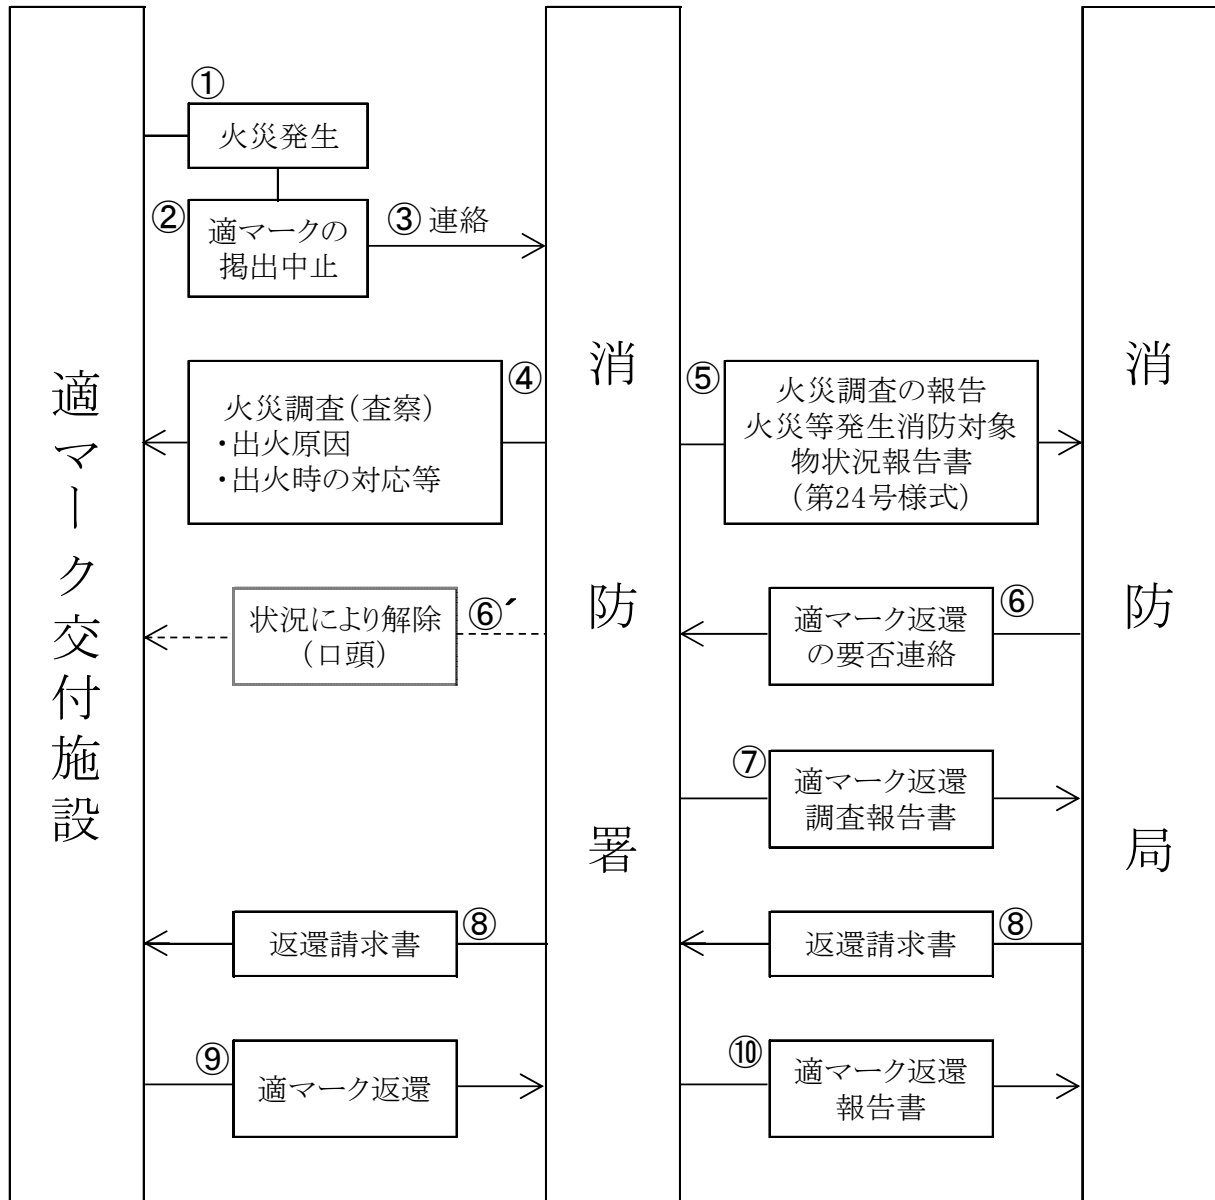 ①
火災発生
②
適マークの
掲出中止
③ 連絡
④
火災調査（査察）
・出火原因
・出火時の対応等
⑤
火災調査の報告
火災等発生消防対象
物状況報告書
（第24号様式）
状況により解除
（口頭）
⑥´
適マーク返還
の要否連絡
⑥
⑦
適マーク返還
調査報告書
返還請求書
⑧
返還請求書
⑧
⑨
適マーク返還
⑩
適マーク返還
報告書
適マーク交付施設
消防署
消防局